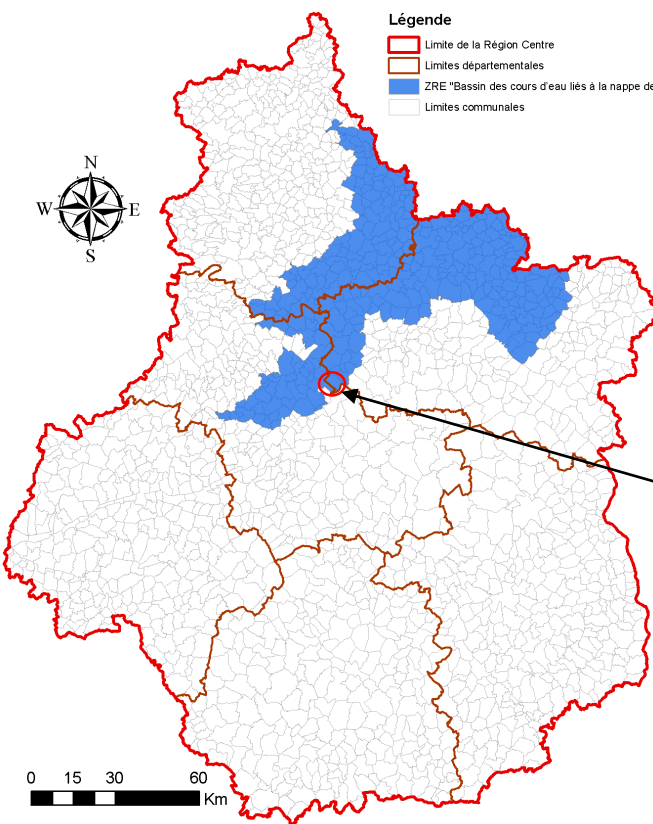 Légende
Limite de la Région Centre
Limites départementales
ZRE "Bassin des cours d'eau liés à la nappe de
Limites communales
N
W E
S
0 15 30 60
Km